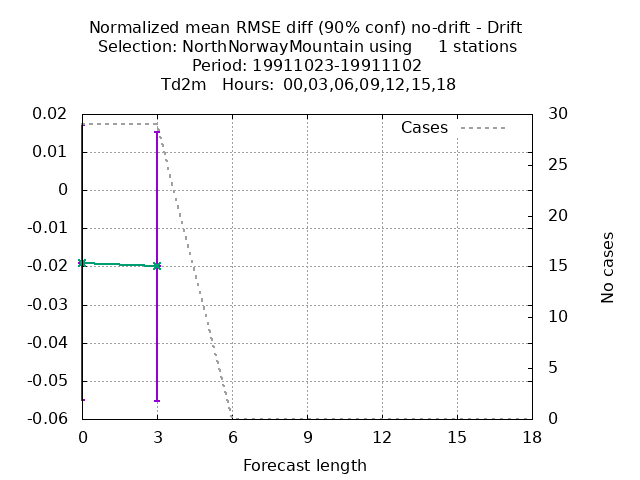 Normalized mean RMSE diff (90% conf) no-drift - Drift
Selection: NorthNorwayMountain using 1 stations
Period: 19911023-19911102
Td2m Hours: 00,03,06,09,12,15,18
Cases
0.02
0.01
0
-0.01
-0.02
-0.03
-0.04
-0.05
-0.06
30
25
20
15
10
5
0
No cases
0 3 6 9 12 15 18
Forecast length